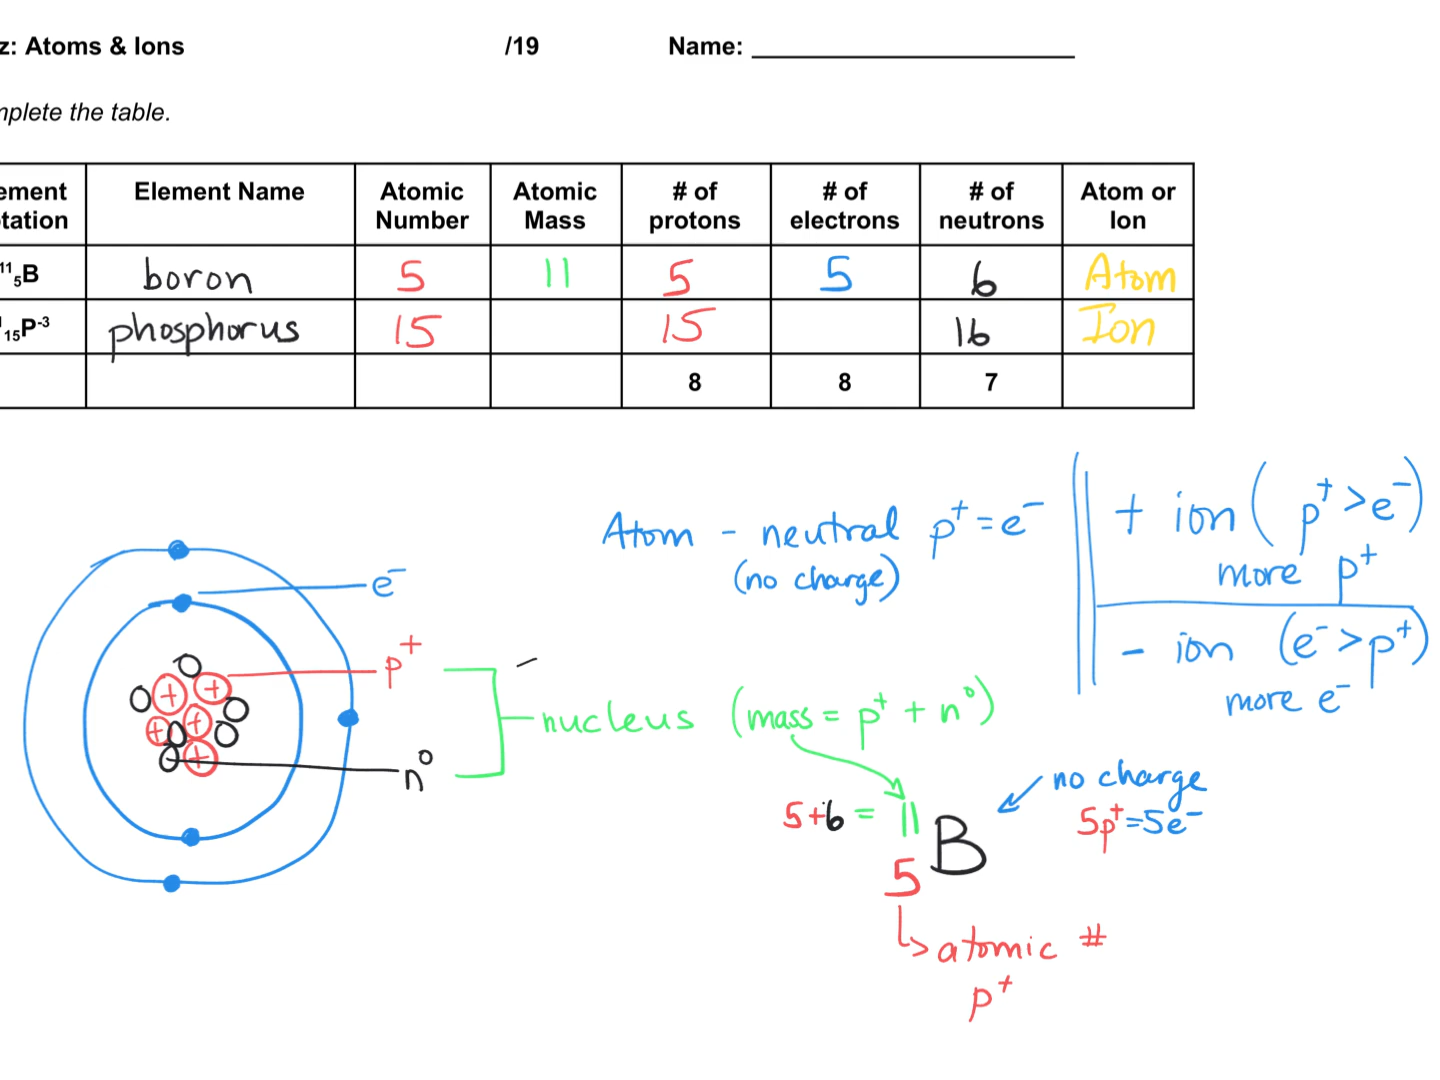 z: Atoms & Ions /19 Name:
nplete the table.
ement tation Element Name Atomic Number Atomic Mass # of protons # of electrons # of neutrons Atom or Ion
¹¹₅B boron 5 11 5 5 6 Atom
₁₅P⁻³ phosphorus 15 15 16 Ion
8 8 7
Atom - neutral p⁺ = e⁻
(no charge)
+ ion (p⁺ > e⁻)
more p⁺
- ion (e⁻ > p⁺)
more e⁻
e⁻
p⁺
n⁰
nucleus (mass = p⁺ + n⁰)
5+6 = 11
5 B
no charge
5p⁺=5e⁻
atomic #
p⁺